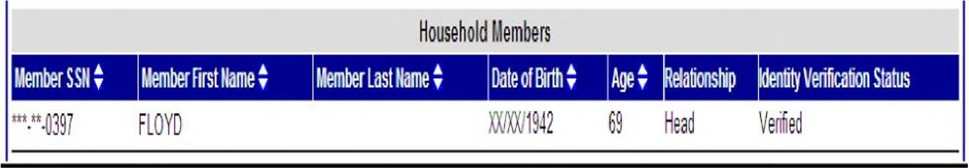 Household Members
Member SSN Member First Name Member Last Name Date of Birth Age Relationship Identity Verification Status
***-**-0397 FLOYD XX/XX/1942 69 Head Verified